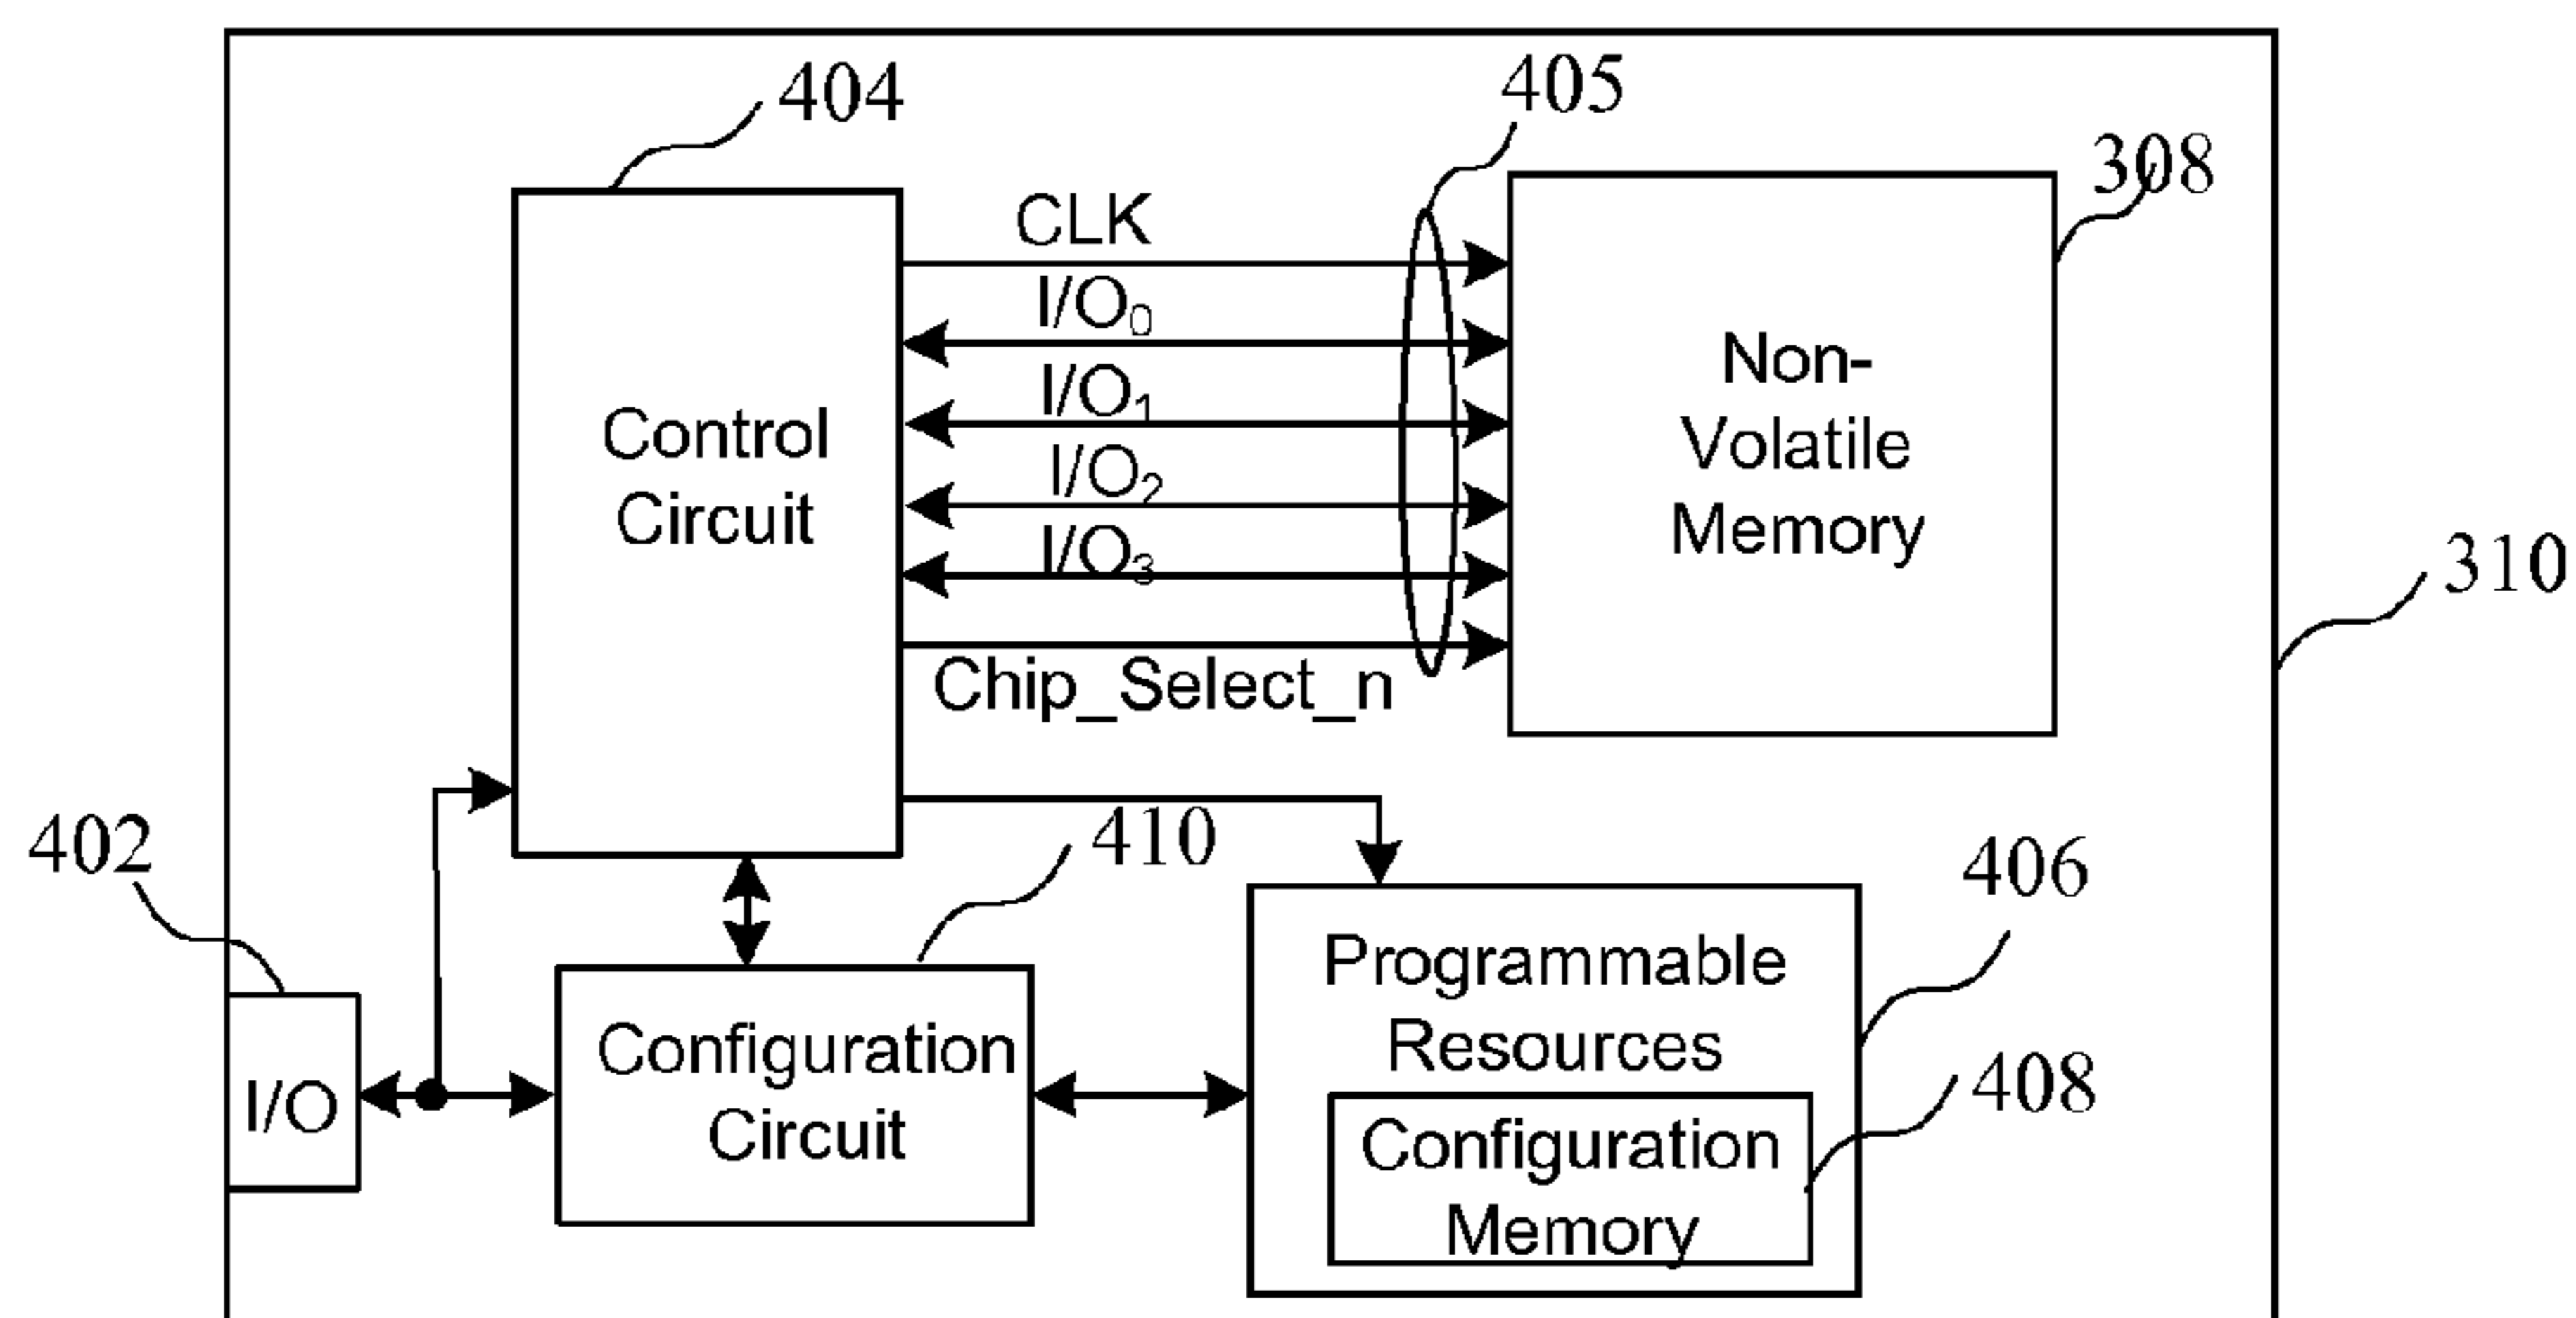 404
405
308
CLK
I/O₀
I/O₁
I/O₂
I/O₃
Chip_Select_n
Control
Circuit
Non-
Volatile
Memory
310
402
410
406
I/O
Configuration
Circuit
Programmable
Resources
408
Configuration
Memory